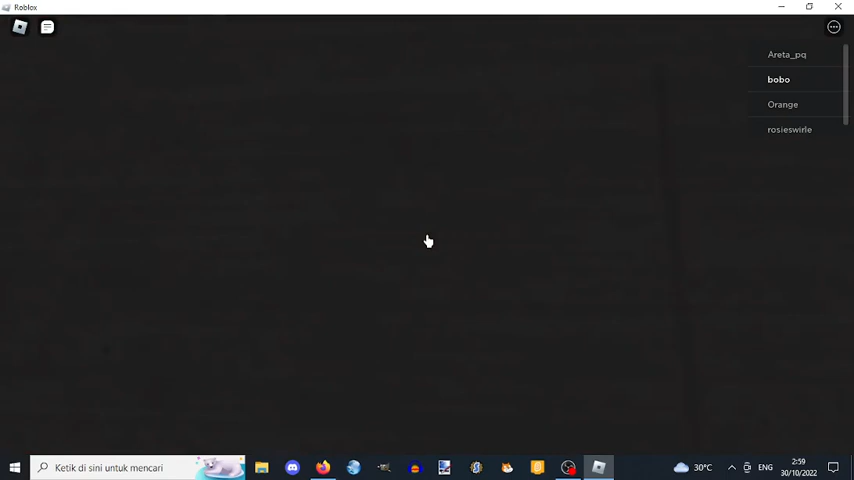 Roblox
Areta_pq
bobo
Orange
rosieswirle
Ketik di sini untuk mencari
30°C
ENG
2:59
30/10/2022